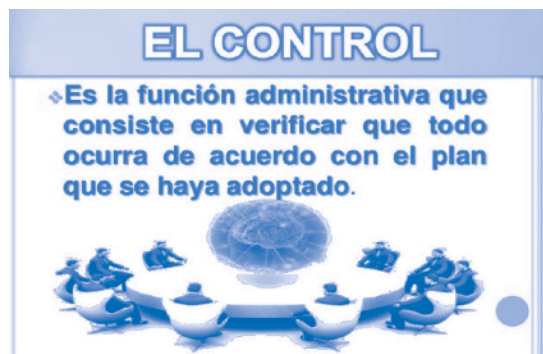 EL CONTROL
Es la función administrativa que
consiste en verificar que todo
ocurra de acuerdo con el plan
que se haya adoptado.